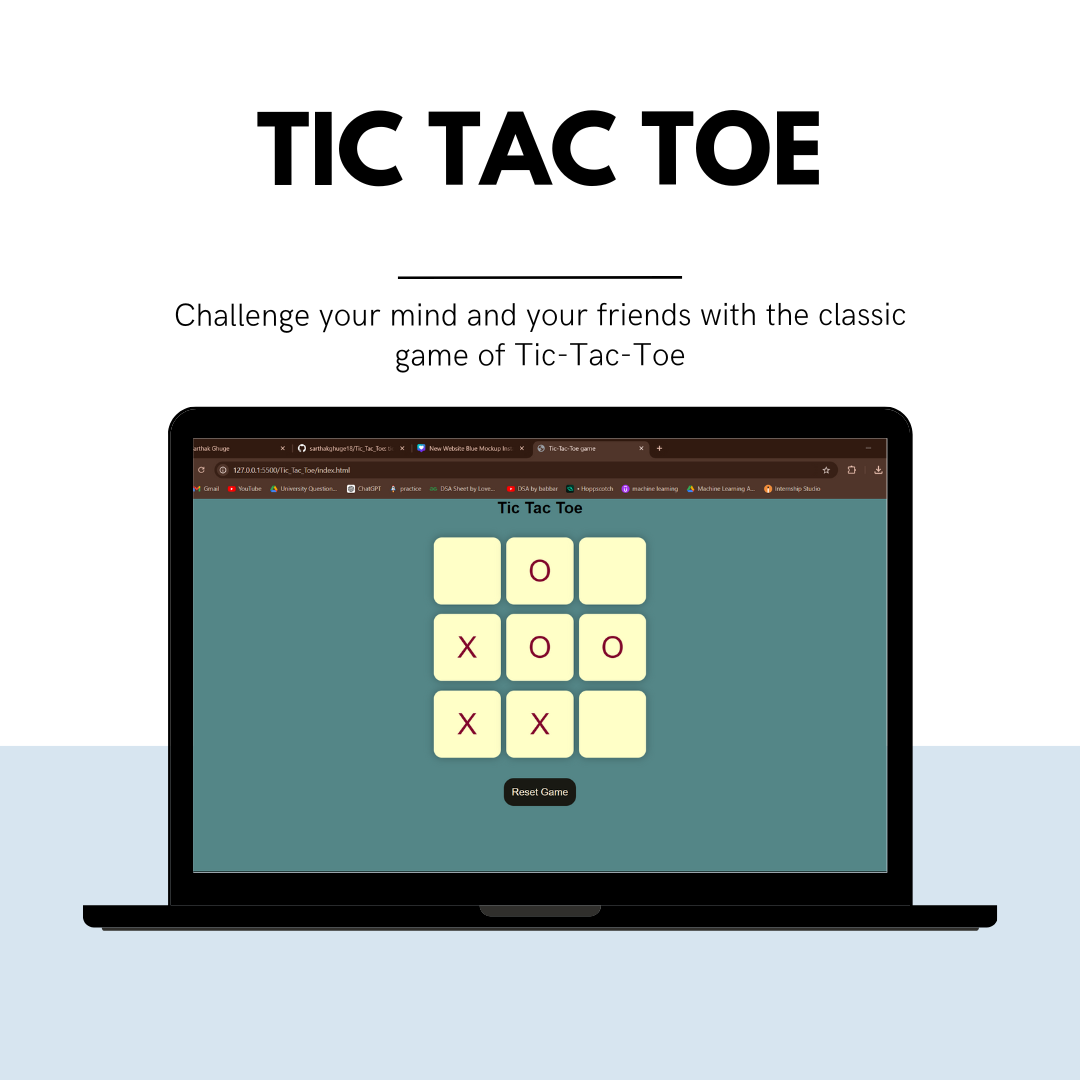 TIC TAC TOE
Challenge your mind and your friends with the classic
game of Tic-Tac-Toe
arthak Ghuge
sarthakghuge18/Tic_Tac_Toe:
New Website Blue Mockup Inst
Tic-Tac-Toe game
127.0.0.1:5500/Tic_Tac_Toe/index.html
Gmail YouTube University Question... ChatGPT practice DSA Sheet by Love... DSA by babbar • Hoppscotch machine learning Machine Learning A... Internship Studio
Tic Tac Toe
O
X O O
X X
Reset Game